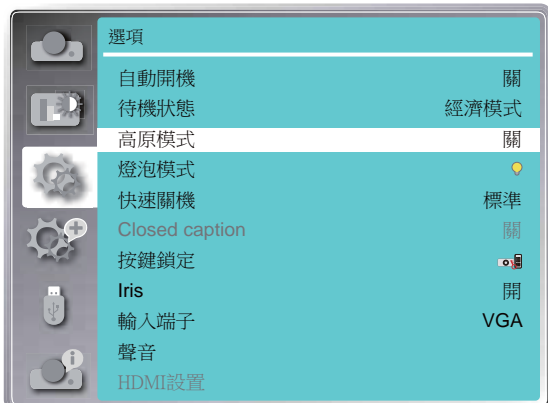 選項
自動開機 關
待機狀態 經濟模式
高原模式 關
燈泡模式
快速關機 標準
Closed caption 關
按鍵鎖定
Iris 開
輸入端子 VGA
聲音
HDMI設置